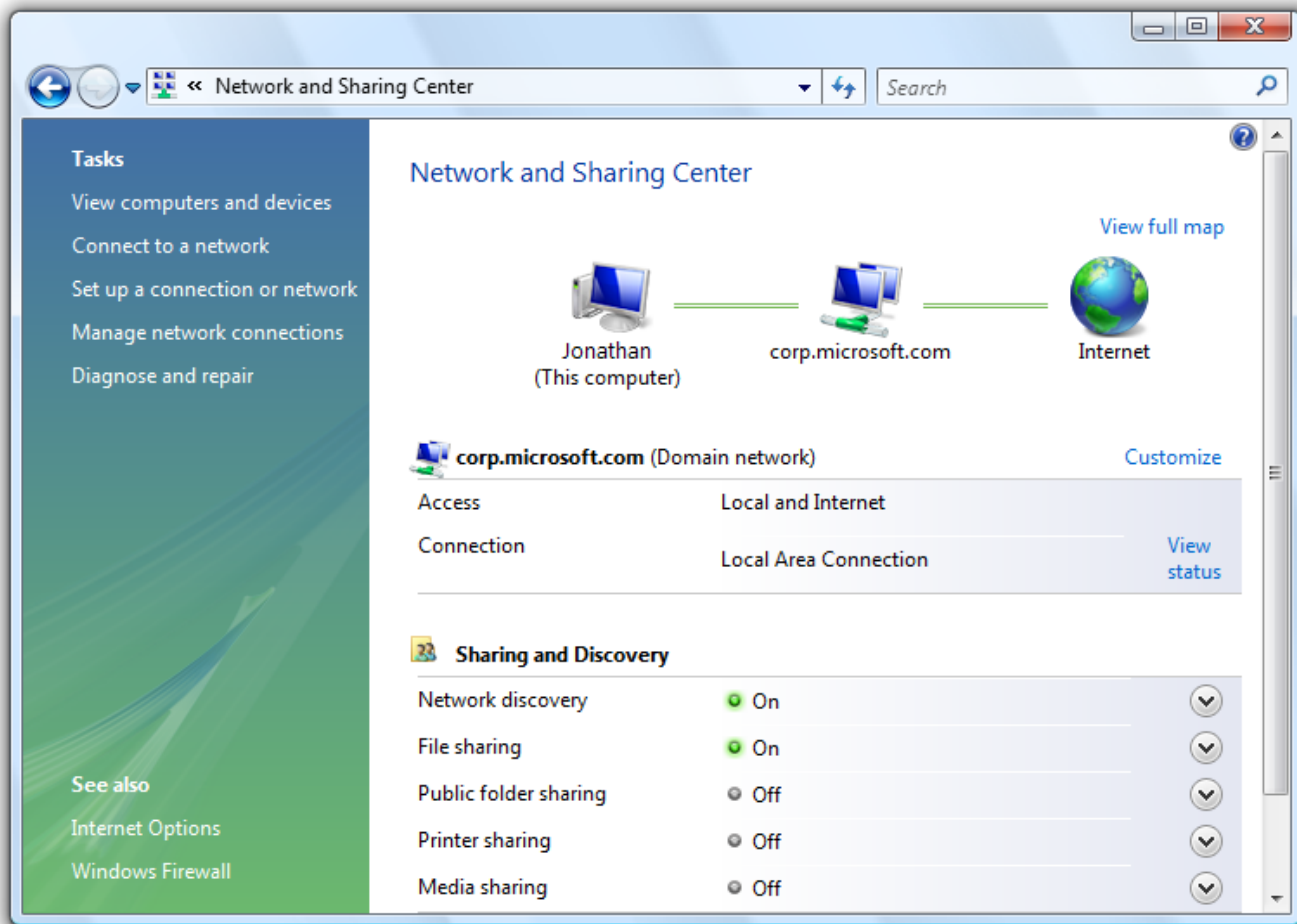 « Network and Sharing Center
Search
Tasks
View computers and devices
Connect to a network
Set up a connection or network
Manage network connections
Diagnose and repair
See also
Internet Options
Windows Firewall
Network and Sharing Center
View full map
Jonathan
(This computer)
corp.microsoft.com
Internet
corp.microsoft.com (Domain network) Customize
Access Local and Internet
Connection Local Area Connection View
status
Sharing and Discovery
Network discovery On
File sharing On
Public folder sharing Off
Printer sharing Off
Media sharing Off